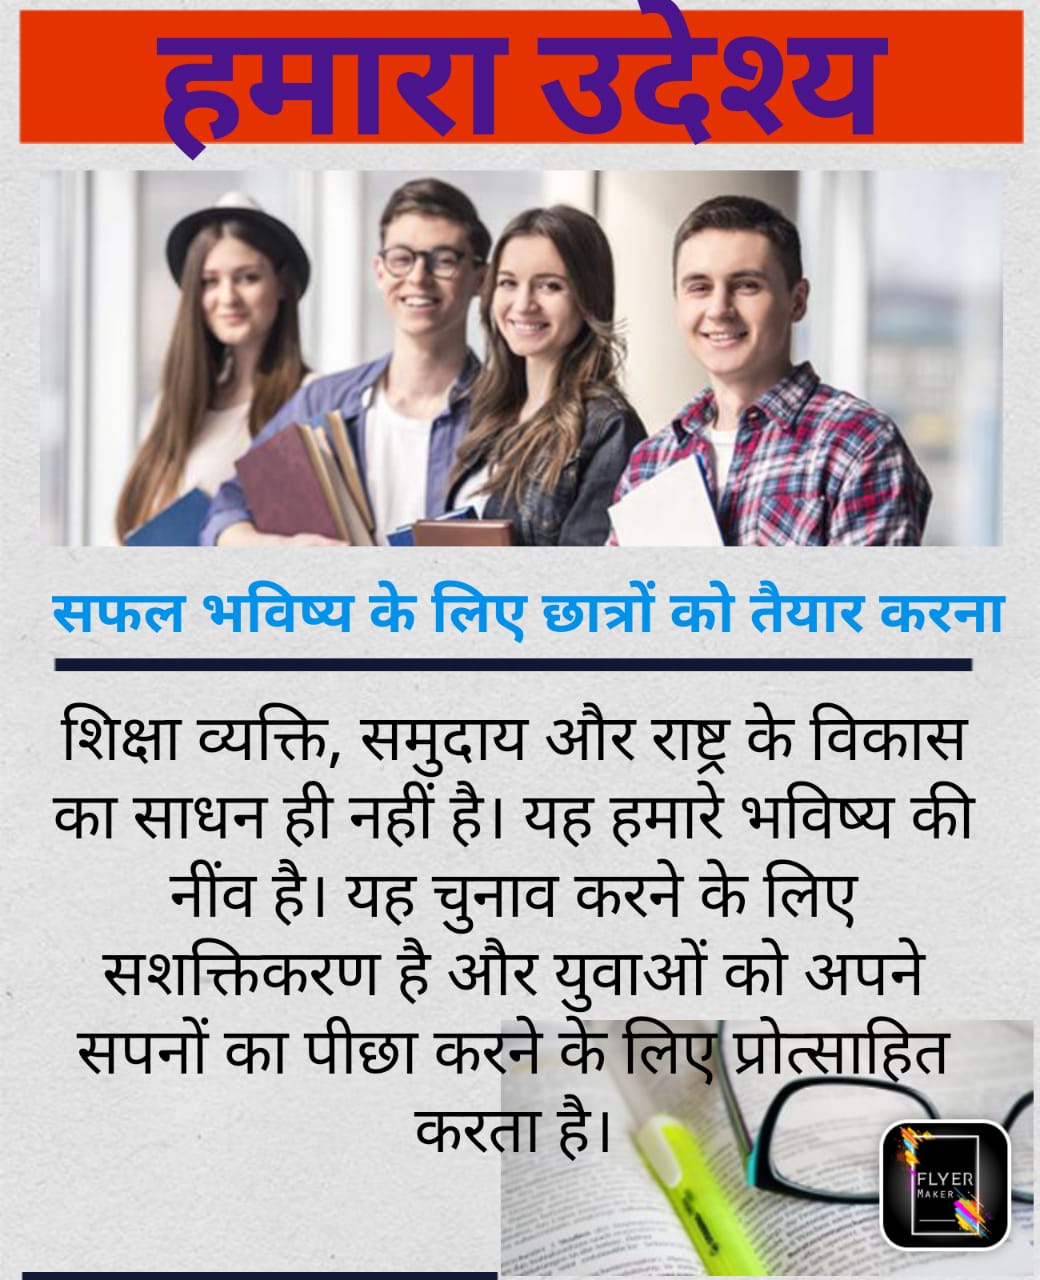 हमारा उदेश्य
सफल भविष्य के लिए छात्रों को तैयार करना
शिक्षा व्यक्ति, समुदाय और राष्ट्र के विकास
का साधन ही नहीं है। यह हमारे भविष्य की
नींव है। यह चुनाव करने के लिए
सशक्तिकरण है और युवाओं को अपने
सपनों का पीछा करने के लिए प्रोत्साहित
करता है।
FLYER
MAKER